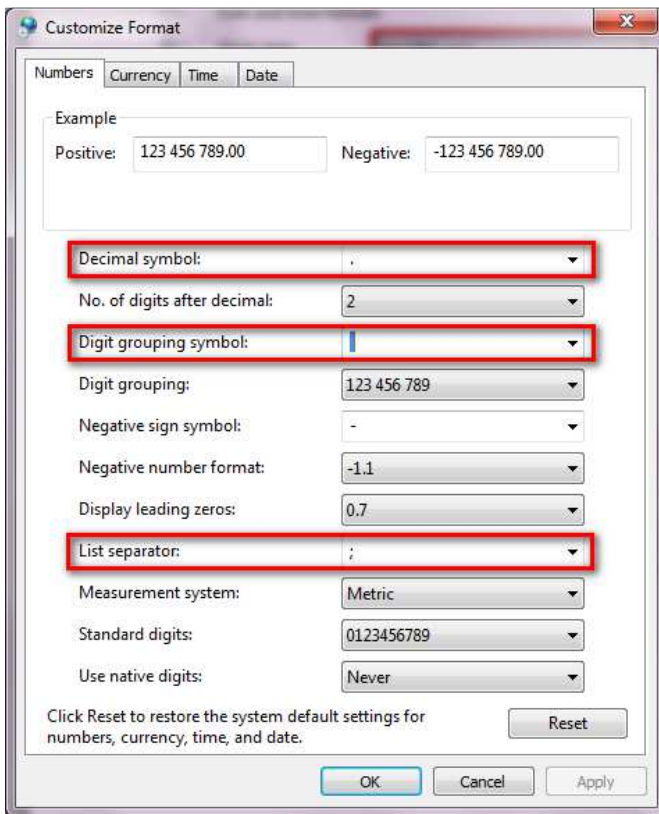 Customize Format
Numbers Currency Time Date
Example
Positive: 123 456 789.00 Negative: -123 456 789.00
Decimal symbol: .
No. of digits after decimal: 2
Digit grouping symbol:
Digit grouping: 123 456 789
Negative sign symbol: -
Negative number format: -1.1
Display leading zeros: 0.7
List separator: ;
Measurement system: Metric
Standard digits: 0123456789
Use native digits: Never
Click Reset to restore the system default settings for
numbers, currency, time, and date. Reset
OK Cancel Apply